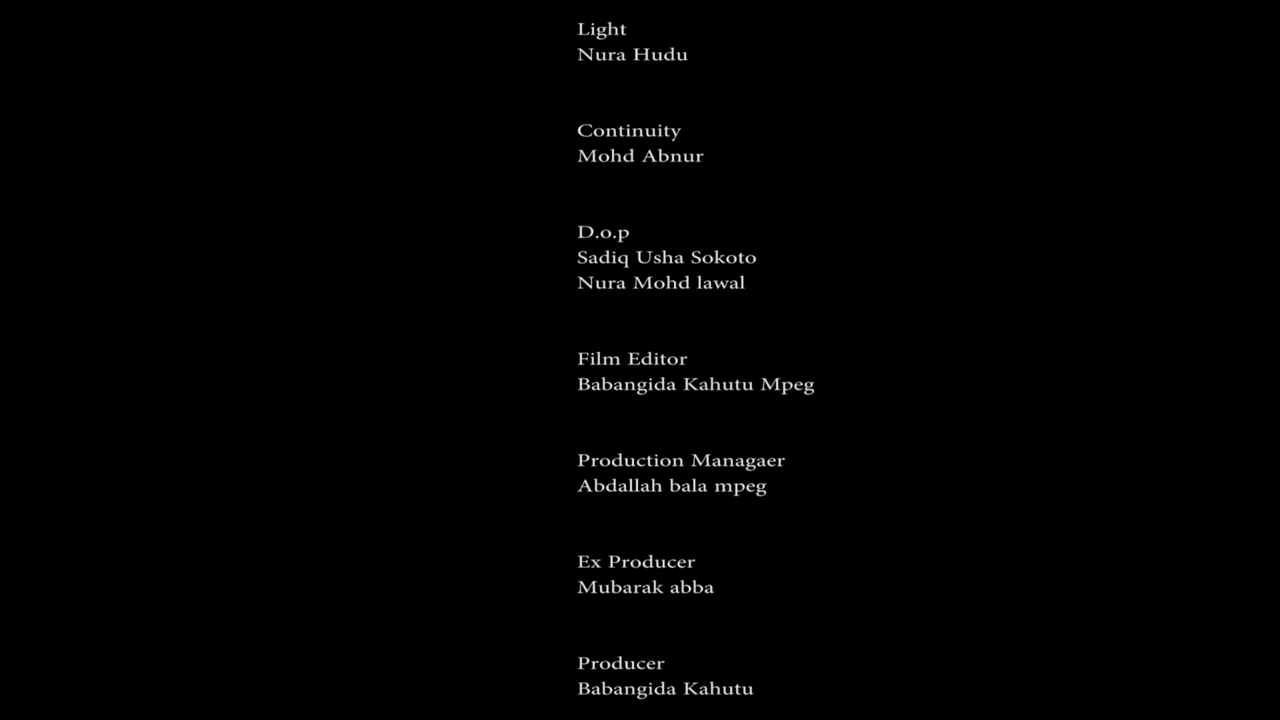 Light
Nura Hudu
Continuity
Mohd Abnur
D.o.p
Sadiq Usha Sokoto
Nura Mohd lawal
Film Editor
Babangida Kahutu Mpeg
Production Managaer
Abdallah bala mpeg
Ex Producer
Mubarak abba
Producer
Babangida Kahutu